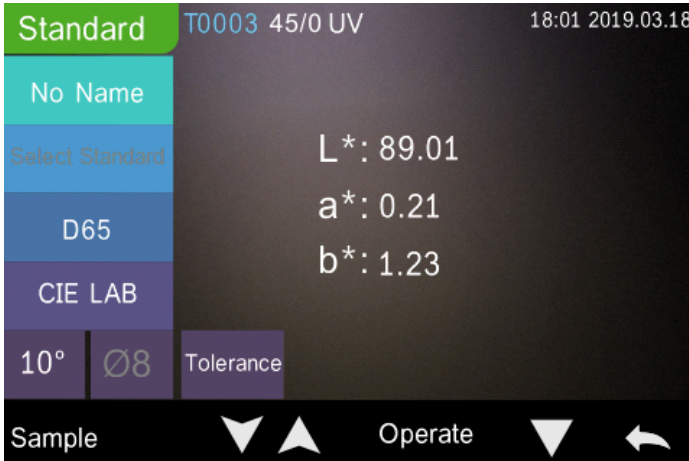 Standard
T0003 45/0 UV
18:01 2019.03.18
No Name
Select Standard
L*: 89.01
a*: 0.21
D65
b*: 1.23
CIE LAB
10° Ø8 Tolerance
Sample
Operate